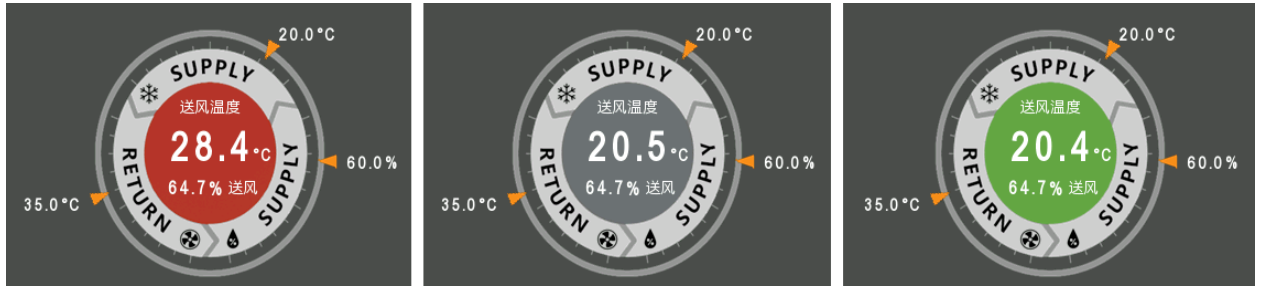 20.0°C
SUPPLY
送风温度
28.4°C
64.7% 送风
SUPPLY
RETURN
60.0%
35.0°C
20.0°C
SUPPLY
送风温度
20.5°C
64.7% 送风
SUPPLY
RETURN
60.0%
35.0°C
20.0°C
SUPPLY
送风温度
20.4°C
64.7% 送风
SUPPLY
RETURN
60.0%
35.0°C